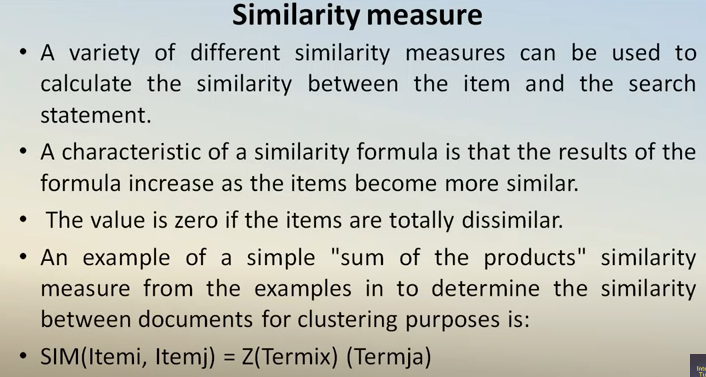 Similarity measure
• A variety of different similarity measures can be used to
calculate the similarity between the item and the search
statement.
• A characteristic of a similarity formula is that the results of the
formula increase as the items become more similar.
• The value is zero if the items are totally dissimilar.
• An example of a simple "sum of the products" similarity
measure from the examples in to determine the similarity
between documents for clustering purposes is:
• SIM(Itemi, Itemj) = Z(Termix) (Termja)